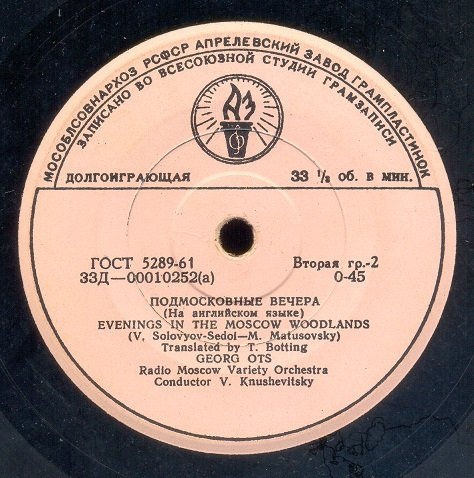 МОСОБЛСОВНАРХОЗ РСФСР АПРЕЛЕВСКИЙ ЗАВОД ГРАМПЛАСТИНОК
ЗАПИСАНО ВО ВСЕСОЮЗНОЙ СТУДИИ ГРАМЗАПИСИ
АЗ
ДОЛГОИГРАЮЩАЯ 33 ⅓ об. в мин.
ГОСТ 5289-61 Вторая гр.-2
33Д—00010252(а) 0-45
ПОДМОСКОВНЫЕ ВЕЧЕРА
(На английском языке)
EVENINGS IN THE MOSCOW WOODLANDS
(V. Solovyov-Sedoi—M. Matusovsky)
Translated by T. Botting
GEORG OTS
Radio Moscow Variety Orchestra
Conductor V. Knushevitsky